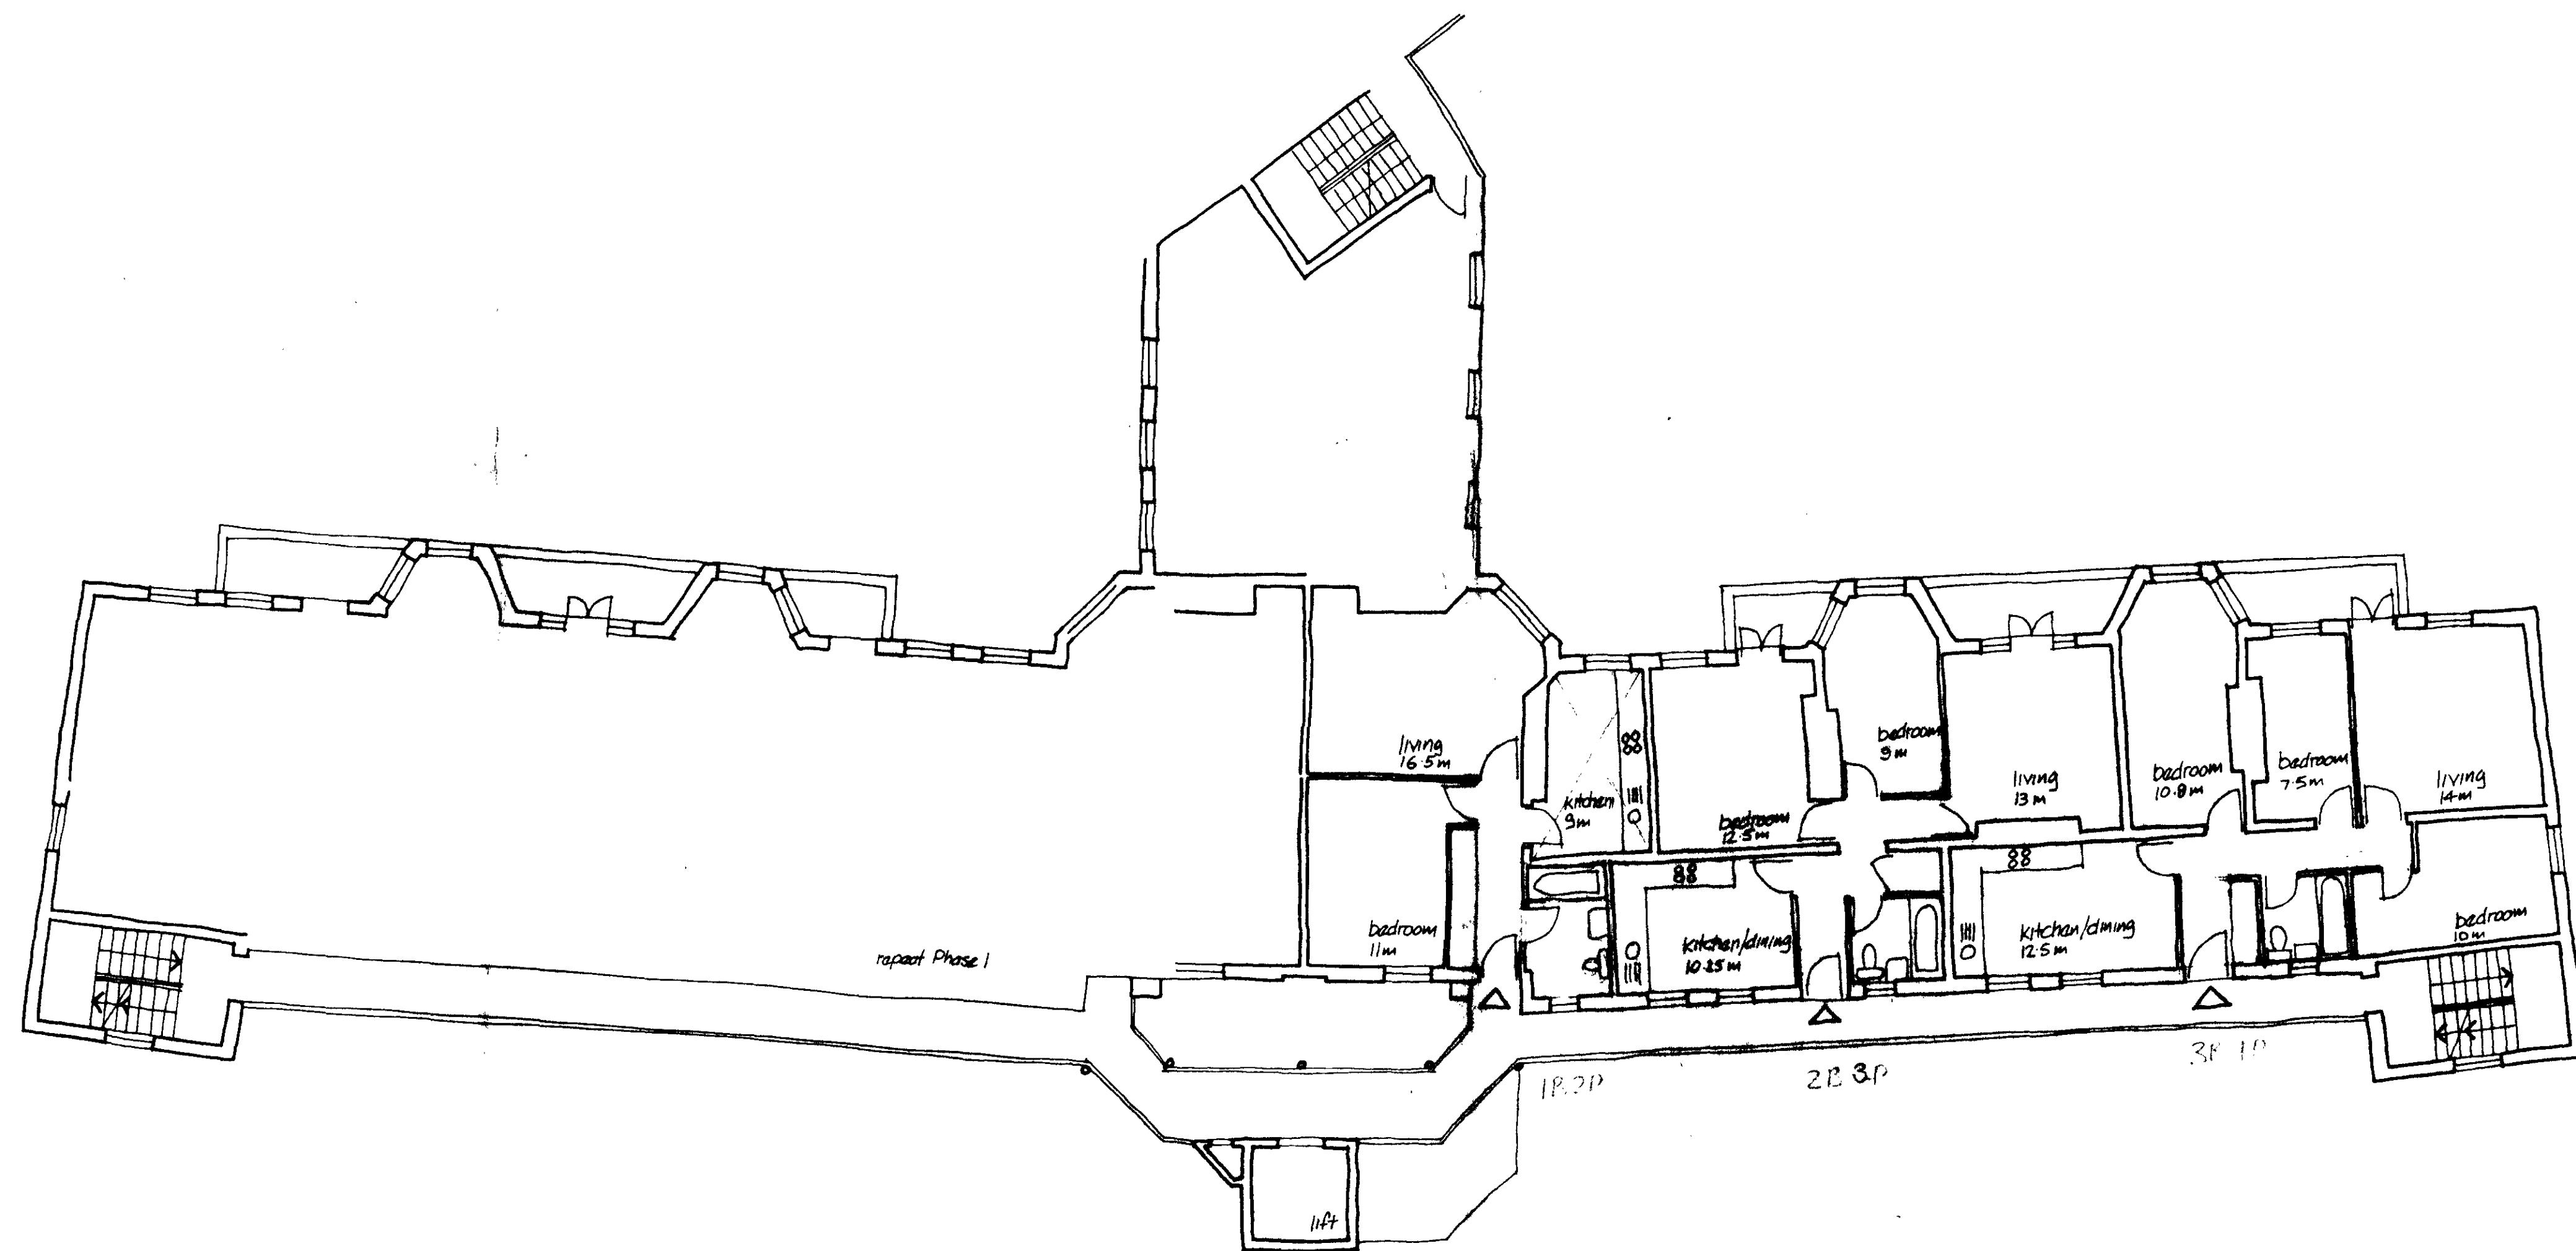 living
16.5m
bedroom
11m
kitchen
9m
bedroom
12.5m
kitchen/dining
10.25m
bedroom
9m
living
13m
kitchen/dining
12.5m
bedroom
10.8m
bedroom
7.5m
living
14m
bedroom
10m
repeat Phase 1
2B 3P
lift